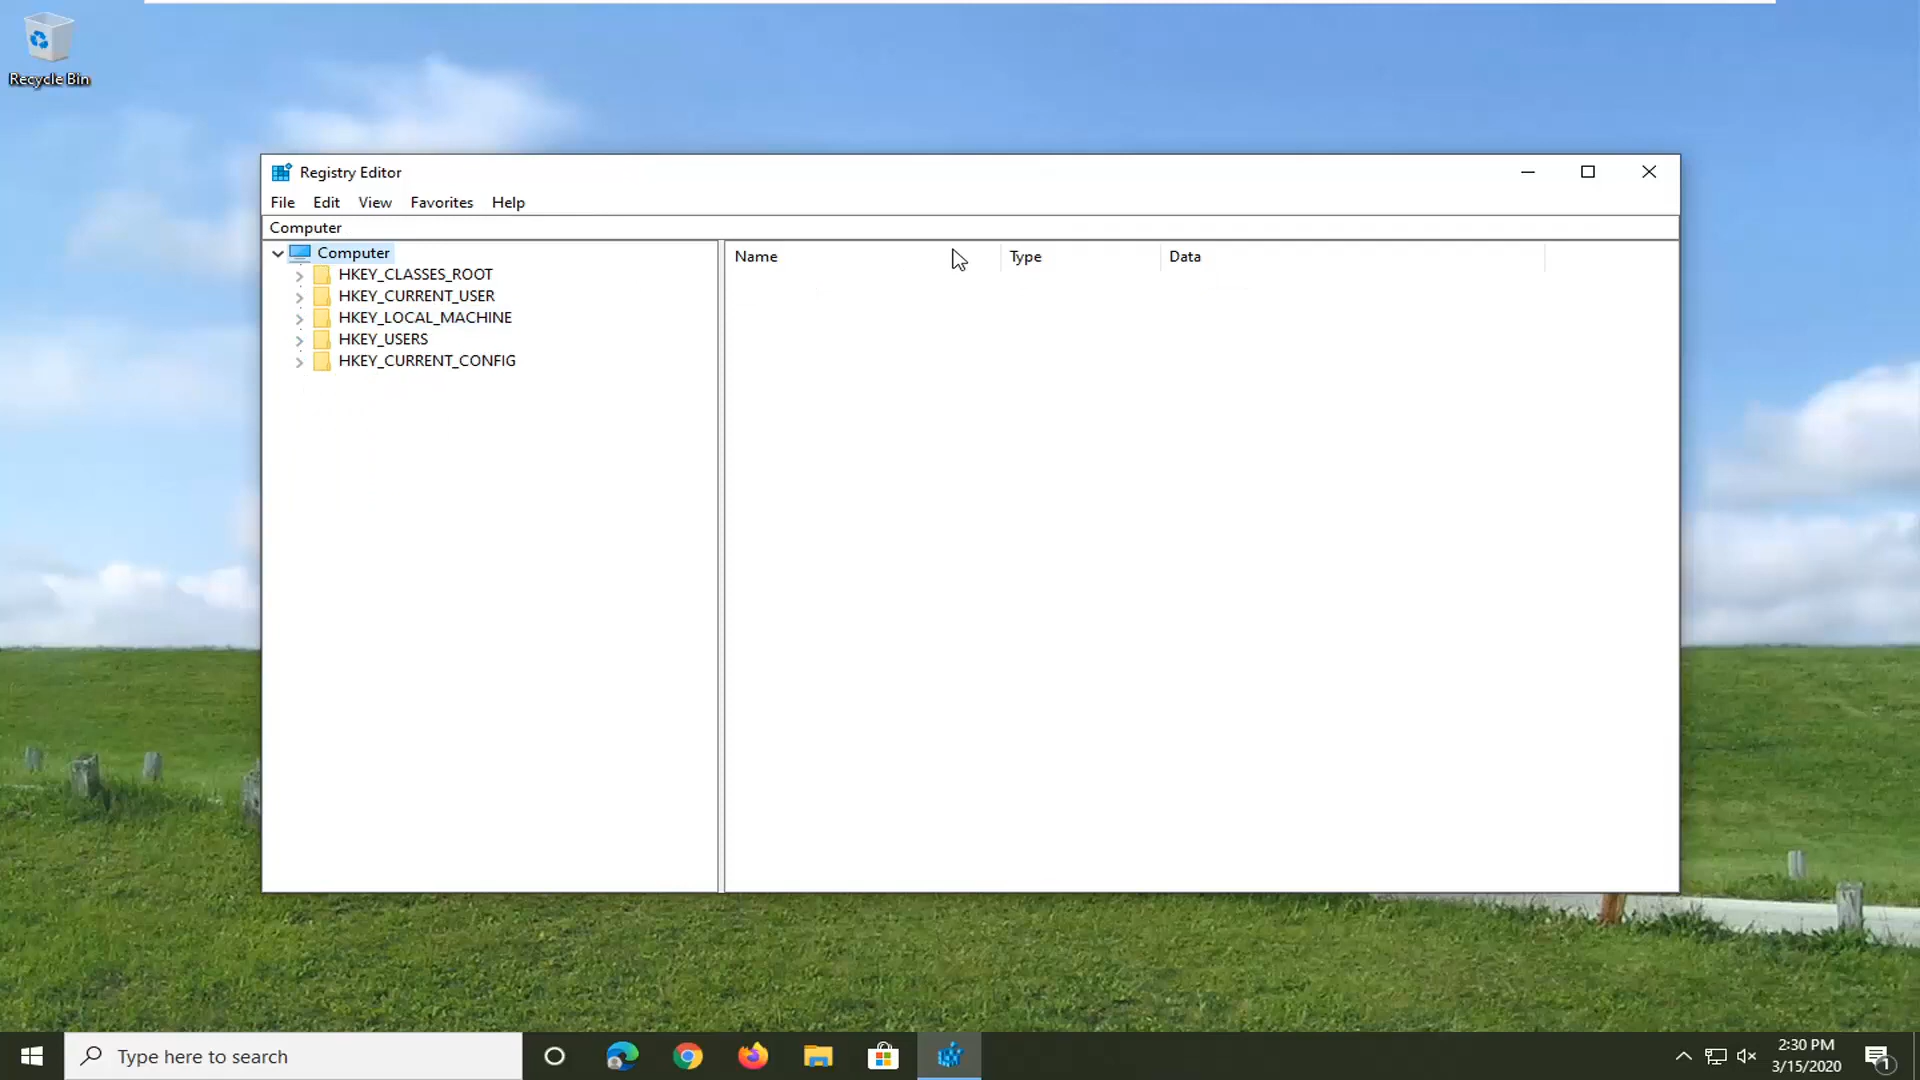 Recycle Bin
Registry Editor
File Edit View Favorites Help
Computer
Computer
HKEY_CLASSES_ROOT
HKEY_CURRENT_USER
HKEY_LOCAL_MACHINE
HKEY_USERS
HKEY_CURRENT_CONFIG
Name Type Data
Type here to search
2:30 PM
3/15/2020
1